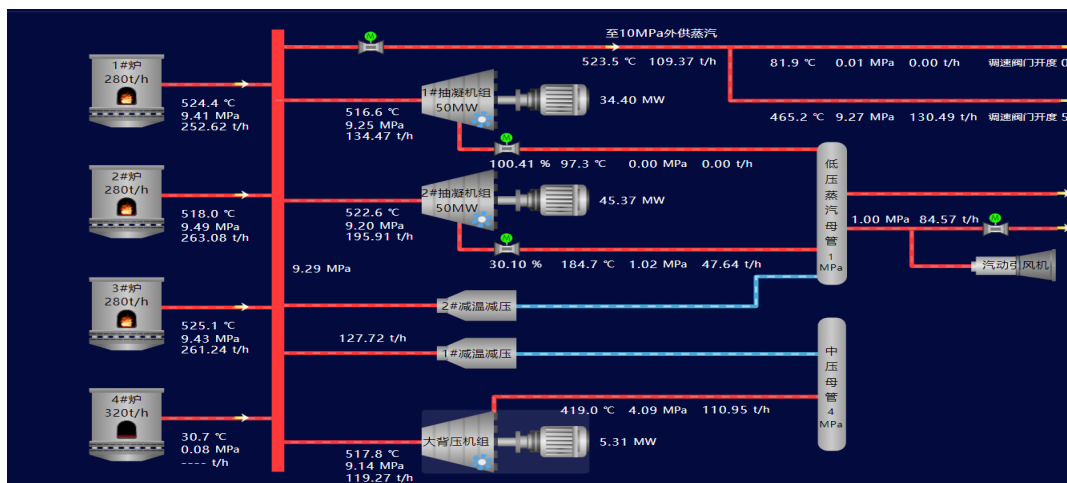 至10MPa外供蒸汽
523.5 ℃ 109.37 t/h
81.9 ℃ 0.01 MPa 0.00 t/h 调速阀门开度 0
465.2 ℃ 9.27 MPa 130.49 t/h 调速阀门开度 5
1#炉
280t/h
524.4 ℃
9.41 MPa
252.62 t/h
516.6 ℃
9.25 MPa
134.47 t/h
1#抽凝机组
50MW
34.40 MW
M
M
100.41 % 97.3 ℃ 0.00 MPa 0.00 t/h
2#炉
280t/h
518.0 ℃
9.49 MPa
263.08 t/h
522.6 ℃
9.20 MPa
195.91 t/h
2#抽凝机组
50MW
45.37 MW
M
30.10 % 184.7 ℃ 1.02 MPa 47.64 t/h
低
压
蒸
汽
母
管
1
MPa
1.00 MPa 84.57 t/h
M
汽动引风机
9.29 MPa
3#炉
280t/h
525.1 ℃
9.43 MPa
261.24 t/h
2#减温减压
127.72 t/h
1#减温减压
中
压
母
管
4
MPa
4#炉
320t/h
30.7 ℃
0.08 MPa
---- t/h
419.0 ℃ 4.09 MPa 110.95 t/h
大背压机组
5.31 MW
517.8 ℃
9.14 MPa
119.27 t/h